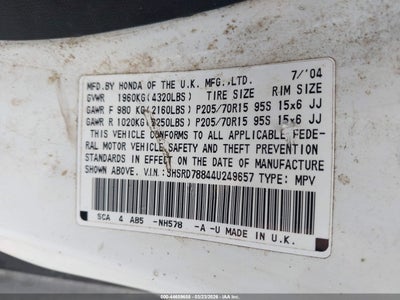 MFD.BY HONDA OF THE U.K. MFG.,LTD. 7/'04
GVWR 1960KG(4320LBS) TIRE SIZE RIM SIZE
GAWR F 980 KG(2160LBS) P205/70R15 95S 15x6 JJ
GAWR R 1020KG(2250LBS) P205/70R15 95S 15x6 JJ
THIS VEHICLE CONFORMS TO ALL APPLICABLE FEDE-
RAL MOTOR VEHICLE SAFETY AND THEFT PREVENTION
STANDARDS IN EFFECT ON THE DATE OF MANUFACTURE
SHOWN ABOVE. V.I.N.: SHSRD78844U249657 TYPE: MPV
SCA 4 AB5 -NH578 -A -U MADE IN U.K.